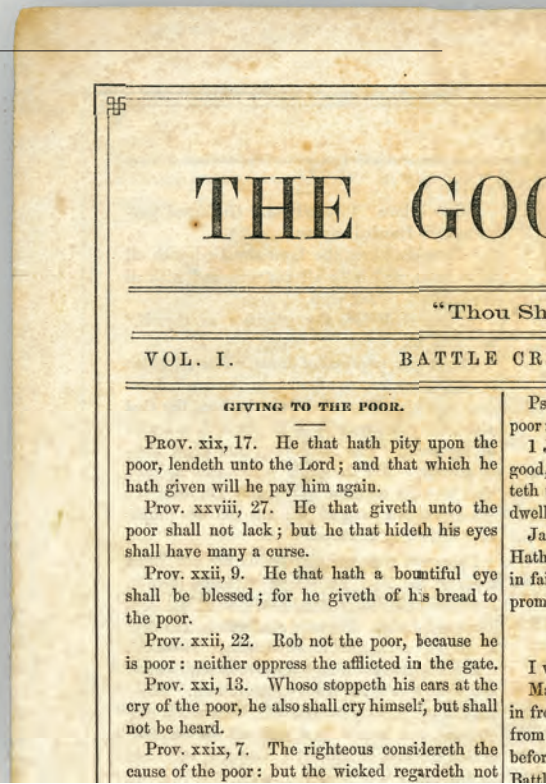 THE GOO
“Thou Sh
VOL. I. BATTLE CR
GIVING TO THE POOR.
PROV. xix, 17. He that hath pity upon the
poor, lendeth unto the Lord; and that which he
hath given will he pay him again.
Prov. xxviii, 27. He that giveth unto the
poor shall not lack; but he that hideth his eyes
shall have many a curse.
Prov. xxii, 9. He that hath a bountiful eye
shall be blessed; for he giveth of his bread to
the poor.
Prov. xxii, 22. Rob not the poor, because he
is poor: neither oppress the afflicted in the gate.
Prov. xxi, 13. Whoso stoppeth his ears at the
cry of the poor, he also shall cry himself, but shall
not be heard.
Prov. xxix, 7. The righteous considereth the
cause of the poor: but the wicked regardeth not
Ps
poor
1
good,
teth
dwell
Ja
Hath
in fai
prom
I
Ma
in fre
from
befor
Battl